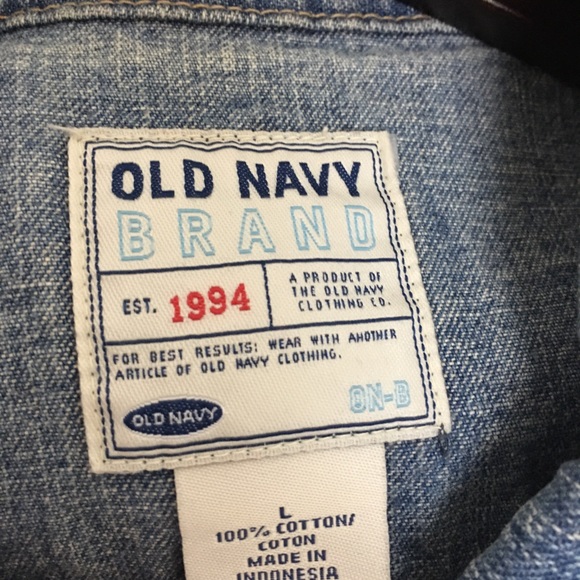 OLD NAVY
BRAND
EST. 1994
A PRODUCT OF
THE OLD NAVY
CLOTHING CO.
FOR BEST RESULTS: WEAR WITH ANOTHER
ARTICLE OF OLD NAVY CLOTHING.
OLD NAVY
ON-B
L
100% COTTON/
COTON
MADE IN
INDONESIA